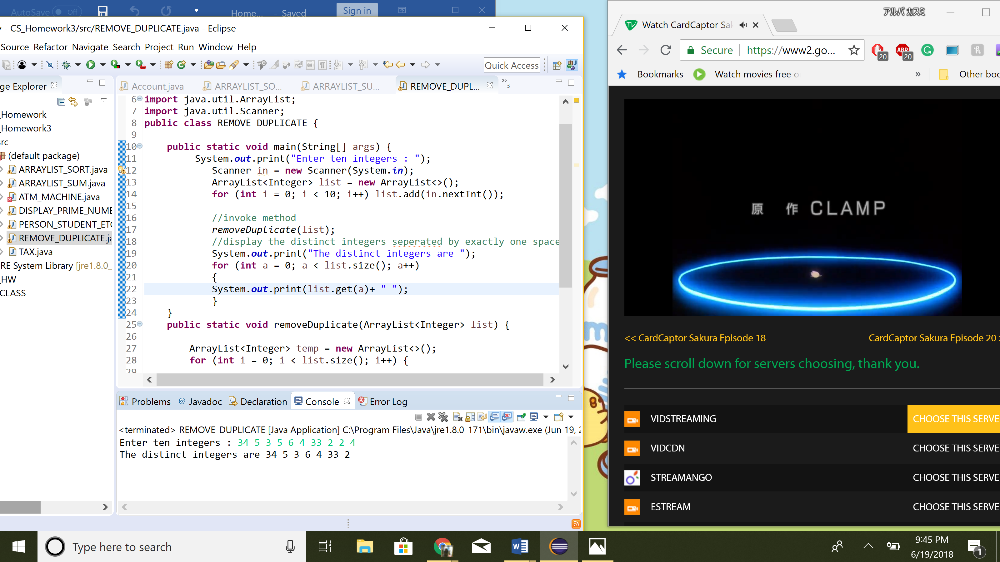 AutoSave Off
Home... - Saved
Sign in
- CS_Homework3/src/REMOVE_DUPLICATE.java - Eclipse
Source Refactor Navigate Search Project Run Window Help
Quick Access
ge Explorer
Account.java
ARRAYLIST_SO...
ARRAYLIST_SU...
REMOVE_DUPL...
»3
_Homework
_Homework3
src
(default package)
ARRAYLIST_SORT.java
ARRAYLIST_SUM.java
ATM_MACHINE.java
DISPLAY_PRIME_NUME
PERSON_STUDENT_ETC
REMOVE_DUPLICATE.ja
TAX.java
RE System Library [jre1.8.0_
_HW
CLASS
6 import java.util.ArrayList;
7 import java.util.Scanner;
8 public class REMOVE_DUPLICATE {
9
10 public static void main(String[] args) {
11 System.out.print("Enter ten integers : ");
12 Scanner in = new Scanner(System.in);
13 ArrayList<Integer> list = new ArrayList<>();
14 for (int i = 0; i < 10; i++) list.add(in.nextInt());
15
16 //invoke method
17 removeDuplicate(list);
18 //display the distinct integers seperated by exactly one space
19 System.out.print("The distinct integers are ");
20 for (int a = 0; a < list.size(); a++)
21 {
22 System.out.print(list.get(a)+ " ");
23 }
24 }
25 public static void removeDuplicate(ArrayList<Integer> list) {
26
27 ArrayList<Integer> temp = new ArrayList<>();
28 for (int i = 0; i < list.size(); i++) {
29
Problems @ Javadoc Declaration Console Error Log
<terminated> REMOVE_DUPLICATE [Java Application] C:\Program Files\Java\jre1.8.0_171\bin\javaw.exe (Jun 19, 2
Enter ten integers : 34 5 3 5 6 4 33 2 2 4
The distinct integers are 34 5 3 6 4 33 2
アルバ カスミ
Watch CardCaptor Sak
Secure https://www2.go...
20
ABP 20
Bookmarks
Watch movies free o
»
Other boo
原 作 CLAMP
<< CardCaptor Sakura Episode 18
CardCaptor Sakura Episode 20 >
Please scroll down for servers choosing, thank you.
VIDSTREAMING CHOOSE THIS SERVE
VIDCDN CHOOSE THIS SERVE
STREAMANGO CHOOSE THIS SERVE
ESTREAM CHOOSE THIS SERVE
Type here to search
9:45 PM
6/19/2018
1